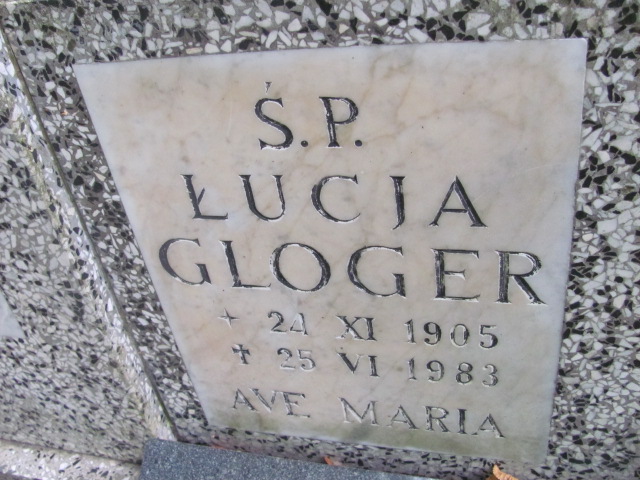 Ś.P.
ŁUCJA
GLOGER
+ 24 XI 1905
✝ 25 VI 1983
AVE MARIA